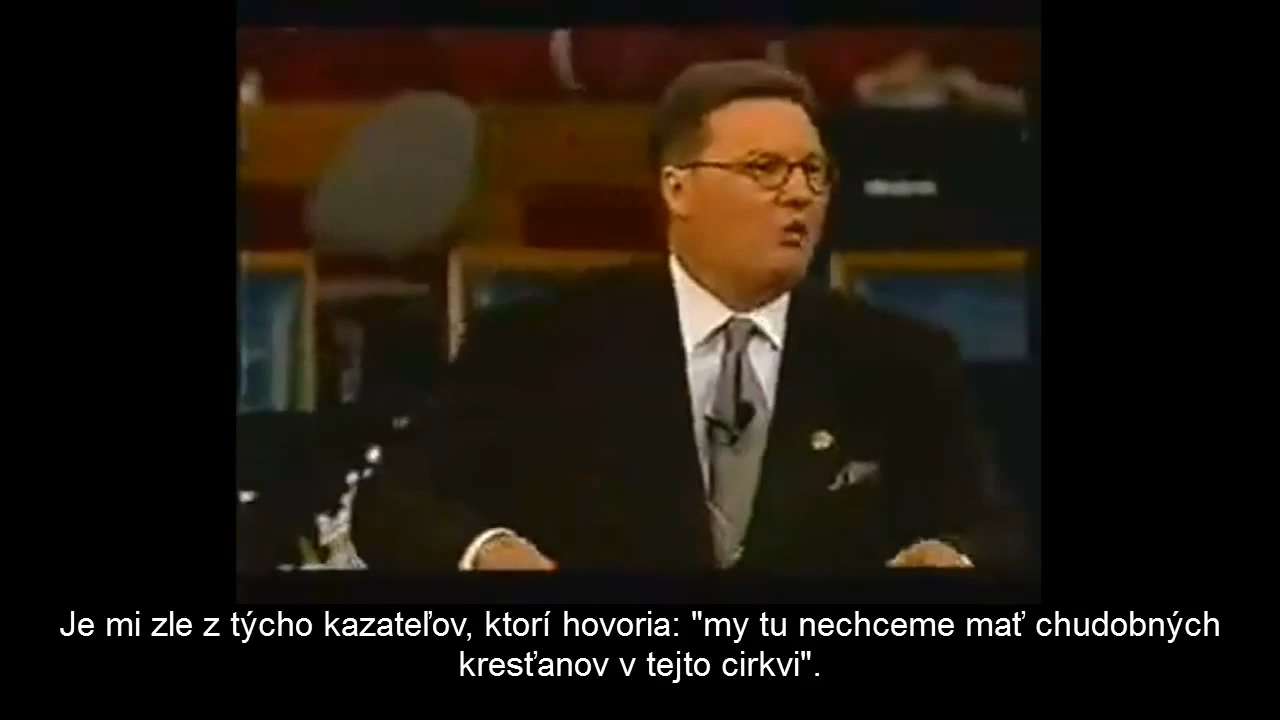 Je mi zle z týcho kazateľov, ktorí hovoria: "my tu nechceme mať chudobných
kresťanov v tejto cirkvi".